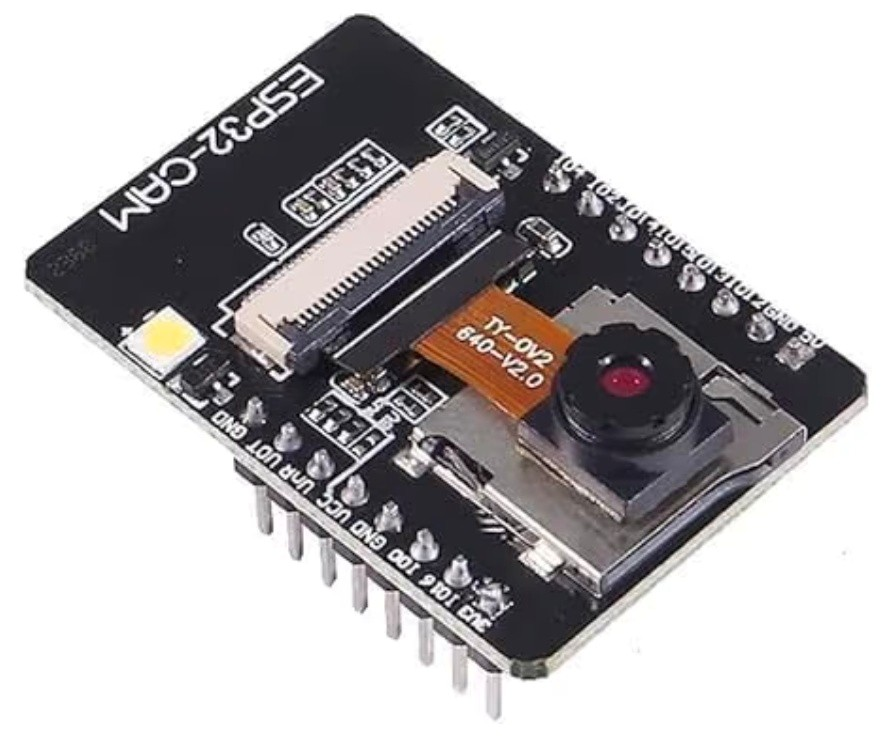 ESP32-CAM
TY-OV2
640-V2.0
IO4 IO2 IO14 IO15 IO13 IO12 GND 5V
3V3 IO16 IO0 GND VCC UnR UOT GND